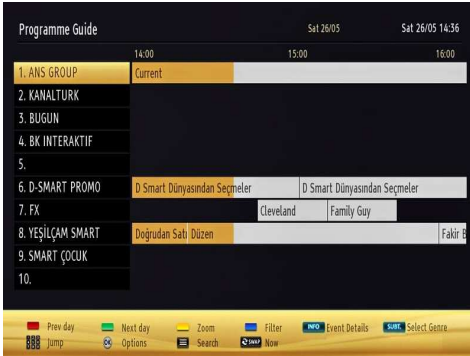 Programme Guide Sat 26/05 Sat 26/05 14:36
14:00 15:00 16:00
1. ANS GROUP Current
2. KANALTURK
3. BUGUN
4. BK INTERAKTIF
5.
6. D-SMART PROMO D Smart Dünyasından Seçmeler D Smart Dünyasından Seçmeler
7. FX Cleveland Family Guy
8. YEŞİLÇAM SMART Doğrudan Satı Düzen Fakir B
9. SMART ÇOCUK
10.
Prev day Next day Zoom Filter INFO Event Details SUBT. Select Genre
Jump OK Options Search SWAP Now